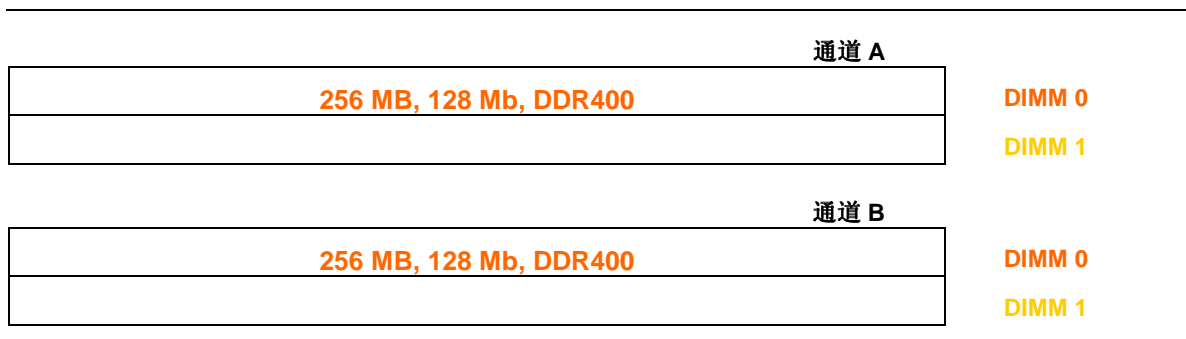 通道 A
256 MB, 128 Mb, DDR400 DIMM 0
DIMM 1
通道 B
256 MB, 128 Mb, DDR400 DIMM 0
DIMM 1